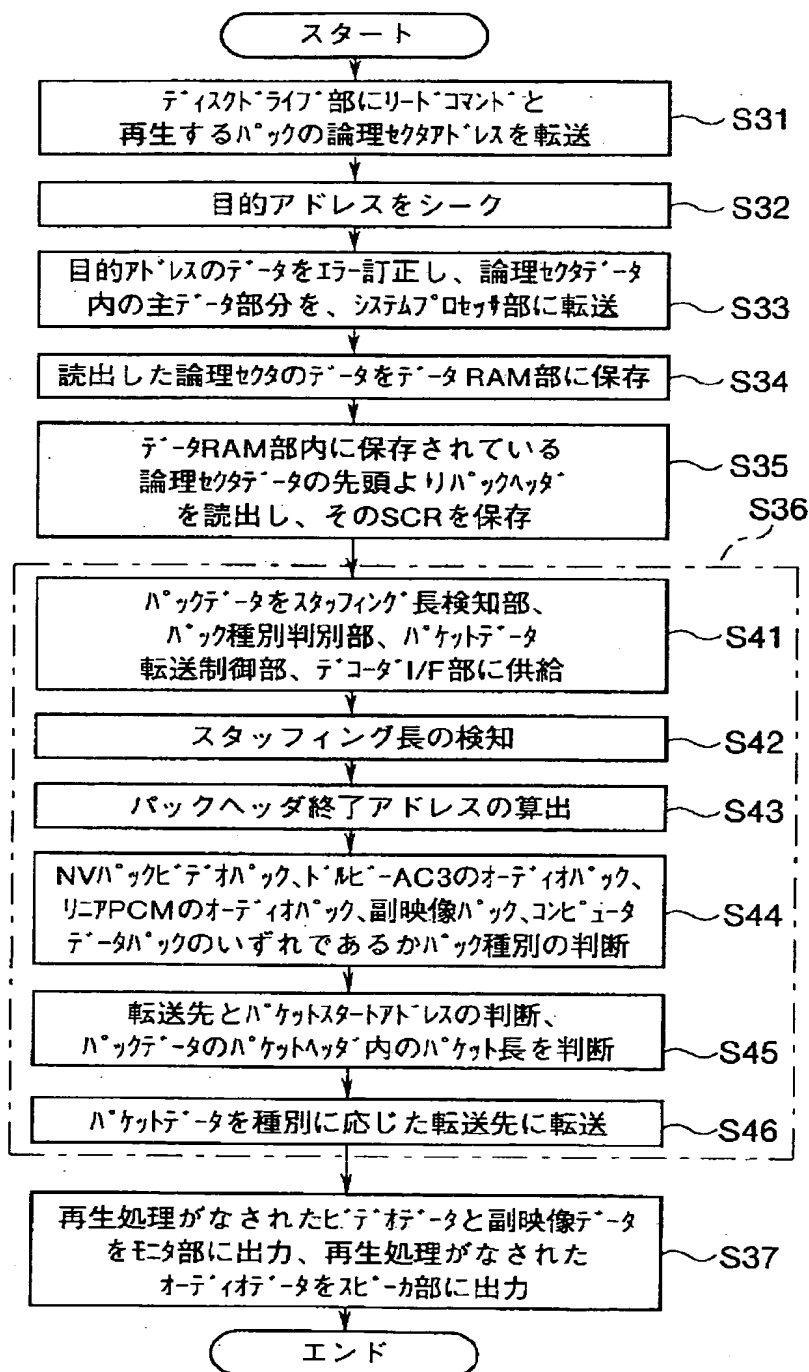 スタート
ディスクドライブ部にリードコマンドと
再生するパックの論理セクタアドレスを転送
S31
目的アドレスをシーク
S32
目的アドレスのデータをエラー訂正し、論理セクタデータ
内の主データ部分を、システムプロセッサ部に転送
S33
読出した論理セクタのデータをデータRAM部に保存
S34
データRAM部内に保存されている
論理セクタデータの先頭よりパックヘッダ
を読出し、そのSCRを保存
S35
S36
パックデータをスタッフィング長検知部、
パック種別判別部、パケットデータ
転送制御部、デコーダI/F部に供給
S41
スタッフィング長の検知
S42
パックヘッダ終了アドレスの算出
S43
NVパックビデオパック、ドルビーAC3のオーディオパック、
リニアPCMのオーディオパック、副映像パック、コンピュータ
データパックのいずれであるかパック種別の判断
S44
転送先とパケットスタートアドレスの判断、
パックデータのパケットヘッダ内のパケット長を判断
S45
パケットデータを種別に応じた転送先に転送
S46
再生処理がなされたビデオデータと副映像データ
をモニタ部に出力、再生処理がなされた
オーディオデータをスピーカ部に出力
S37
エンド